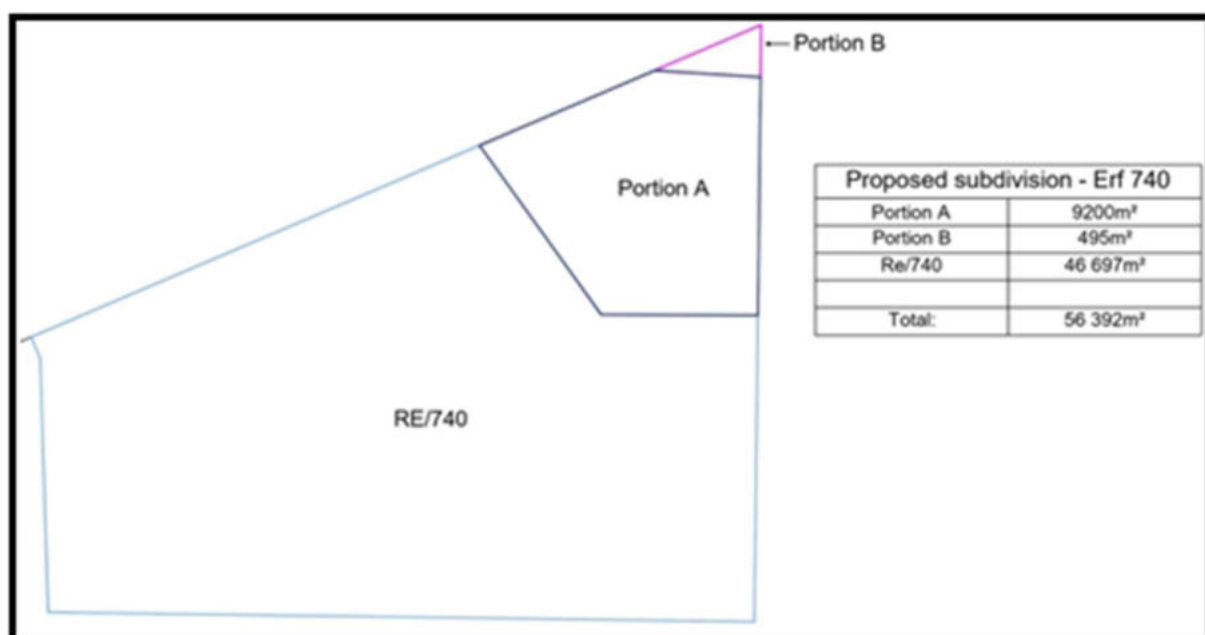 Portion B
Portion A
RE/740
Proposed subdivision - Erf 740
Portion A 9200m²
Portion B 495m²
Re/740 46 697m²
Total: 56 392m²